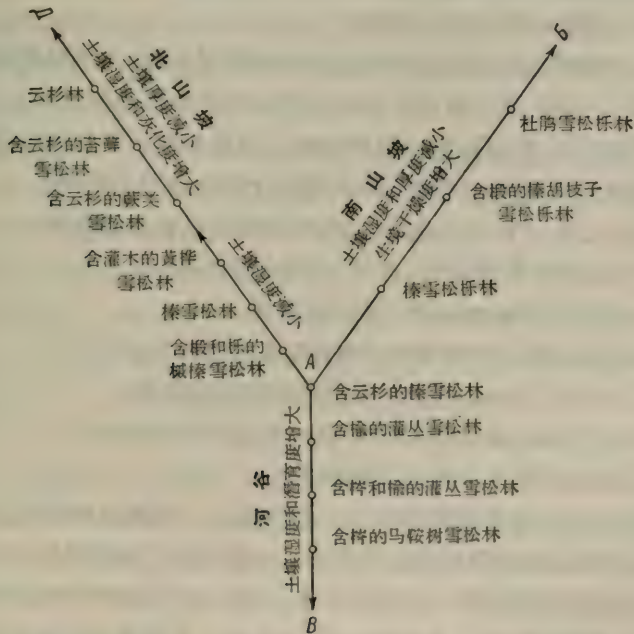 Д
北山坡
土壤厚度减小
土壤湿度和灰化度增大
云杉林
含云杉的苔藓
雪松林
含云杉的蕨类
雪松林
含灌木的黄桦
雪松林
土壤湿度减小
榛雪松林
含椴和栎的
槭榛雪松林
Б
南山坡
土壤湿度和厚度减小
生境干燥度增大
杜鹃雪松栎林
含椴的榛胡枝子
雪松栎林
榛雪松栎林
А
含云杉的榛雪松林
含榆的灌丛雪松林
含梣和榆的灌丛雪松林
含梣的马鞍树雪松林
河谷
土壤湿度和潜育度增大
В